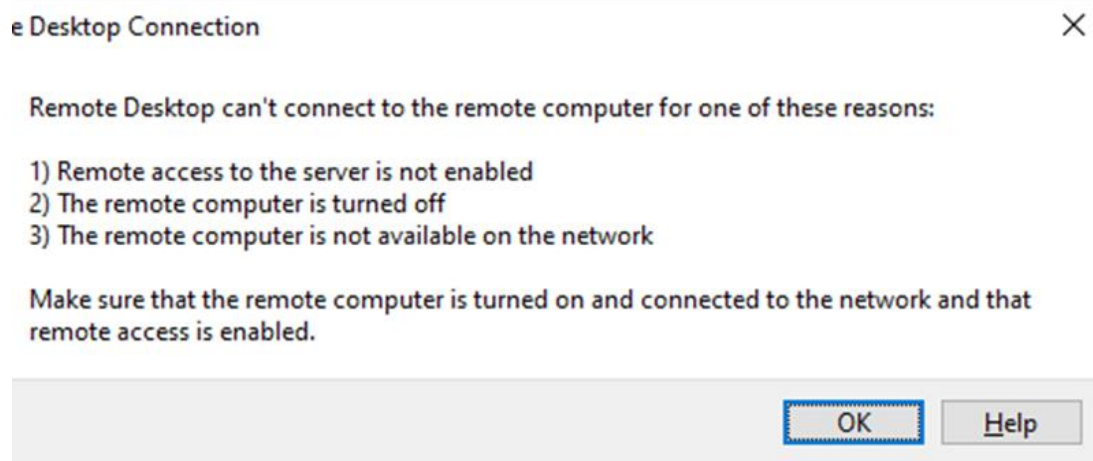 e Desktop Connection
Remote Desktop can't connect to the remote computer for one of these reasons:
1) Remote access to the server is not enabled
2) The remote computer is turned off
3) The remote computer is not available on the network
Make sure that the remote computer is turned on and connected to the network and that
remote access is enabled.
OK
Help